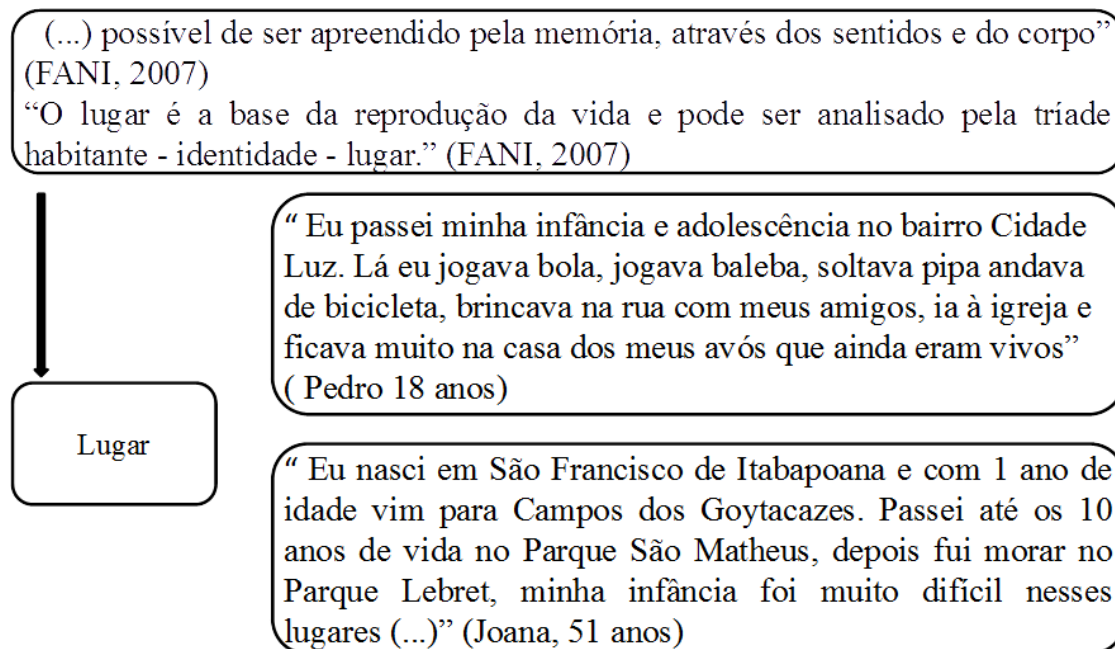 (...) possível de ser apreendido pela memória, através dos sentidos e do corpo”
(FANI, 2007)
“O lugar é a base da reprodução da vida e pode ser analisado pela tríade
habitante - identidade - lugar.” (FANI, 2007)
“ Eu passei minha infância e adolescência no bairro Cidade
Luz. Lá eu jogava bola, jogava baleba, soltava pipa andava
de bicicleta, brincava na rua com meus amigos, ia à igreja e
ficava muito na casa dos meus avós que ainda eram vivos”
( Pedro 18 anos)
Lugar
“ Eu nasci em São Francisco de Itabapoana e com 1 ano de
idade vim para Campos dos Goytacazes. Passei até os 10
anos de vida no Parque São Matheus, depois fui morar no
Parque Lebret, minha infância foi muito difícil nesses
lugares (...)” (Joana, 51 anos)